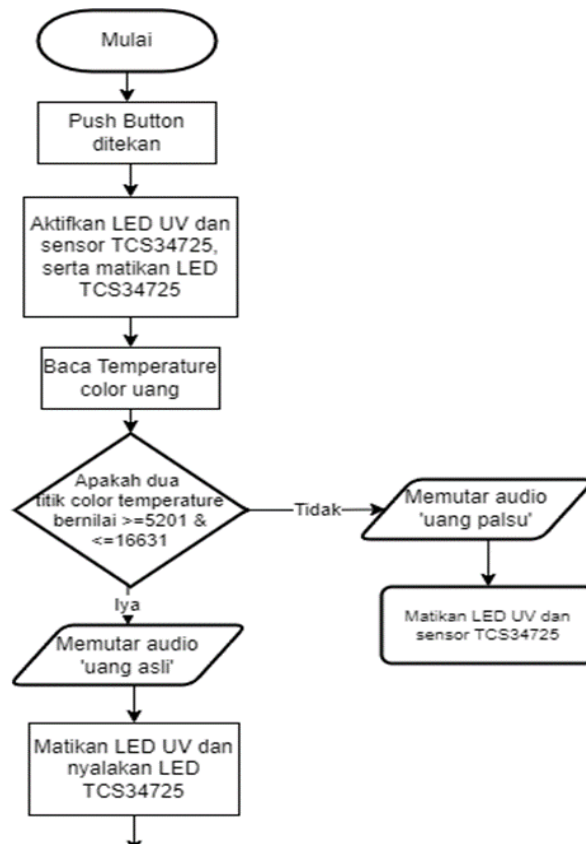 Mulai
Push Button
ditekan
Aktifkan LED UV dan
sensor TCS34725,
serta matikan LED
TCS34725
Baca Temperature
color uang
Apakah dua
titik color temperature
bernilai >=5201 &
<=16631
Tidak
Memutar audio
'uang palsu'
Matikan LED UV dan
sensor TCS34725
Iya
Memutar audio
'uang asli'
Matikan LED UV dan
nyalakan LED
TCS34725